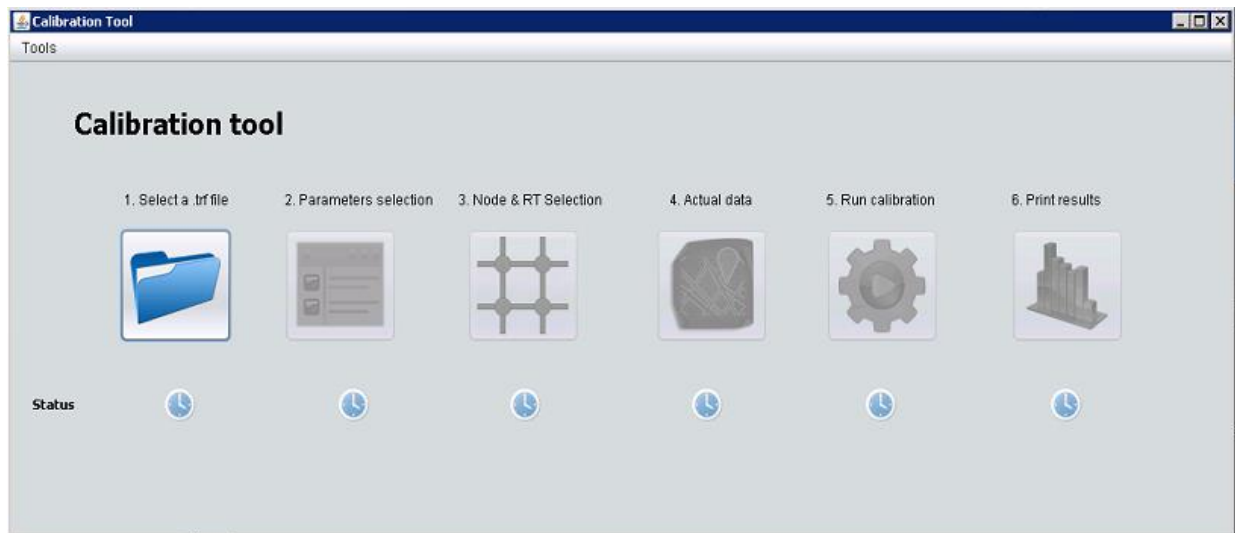 Calibration Tool
Tools
Calibration tool
1. Select a .trf file
2. Parameters selection
3. Node & RT Selection
4. Actual data
5. Run calibration
6. Print results
Status